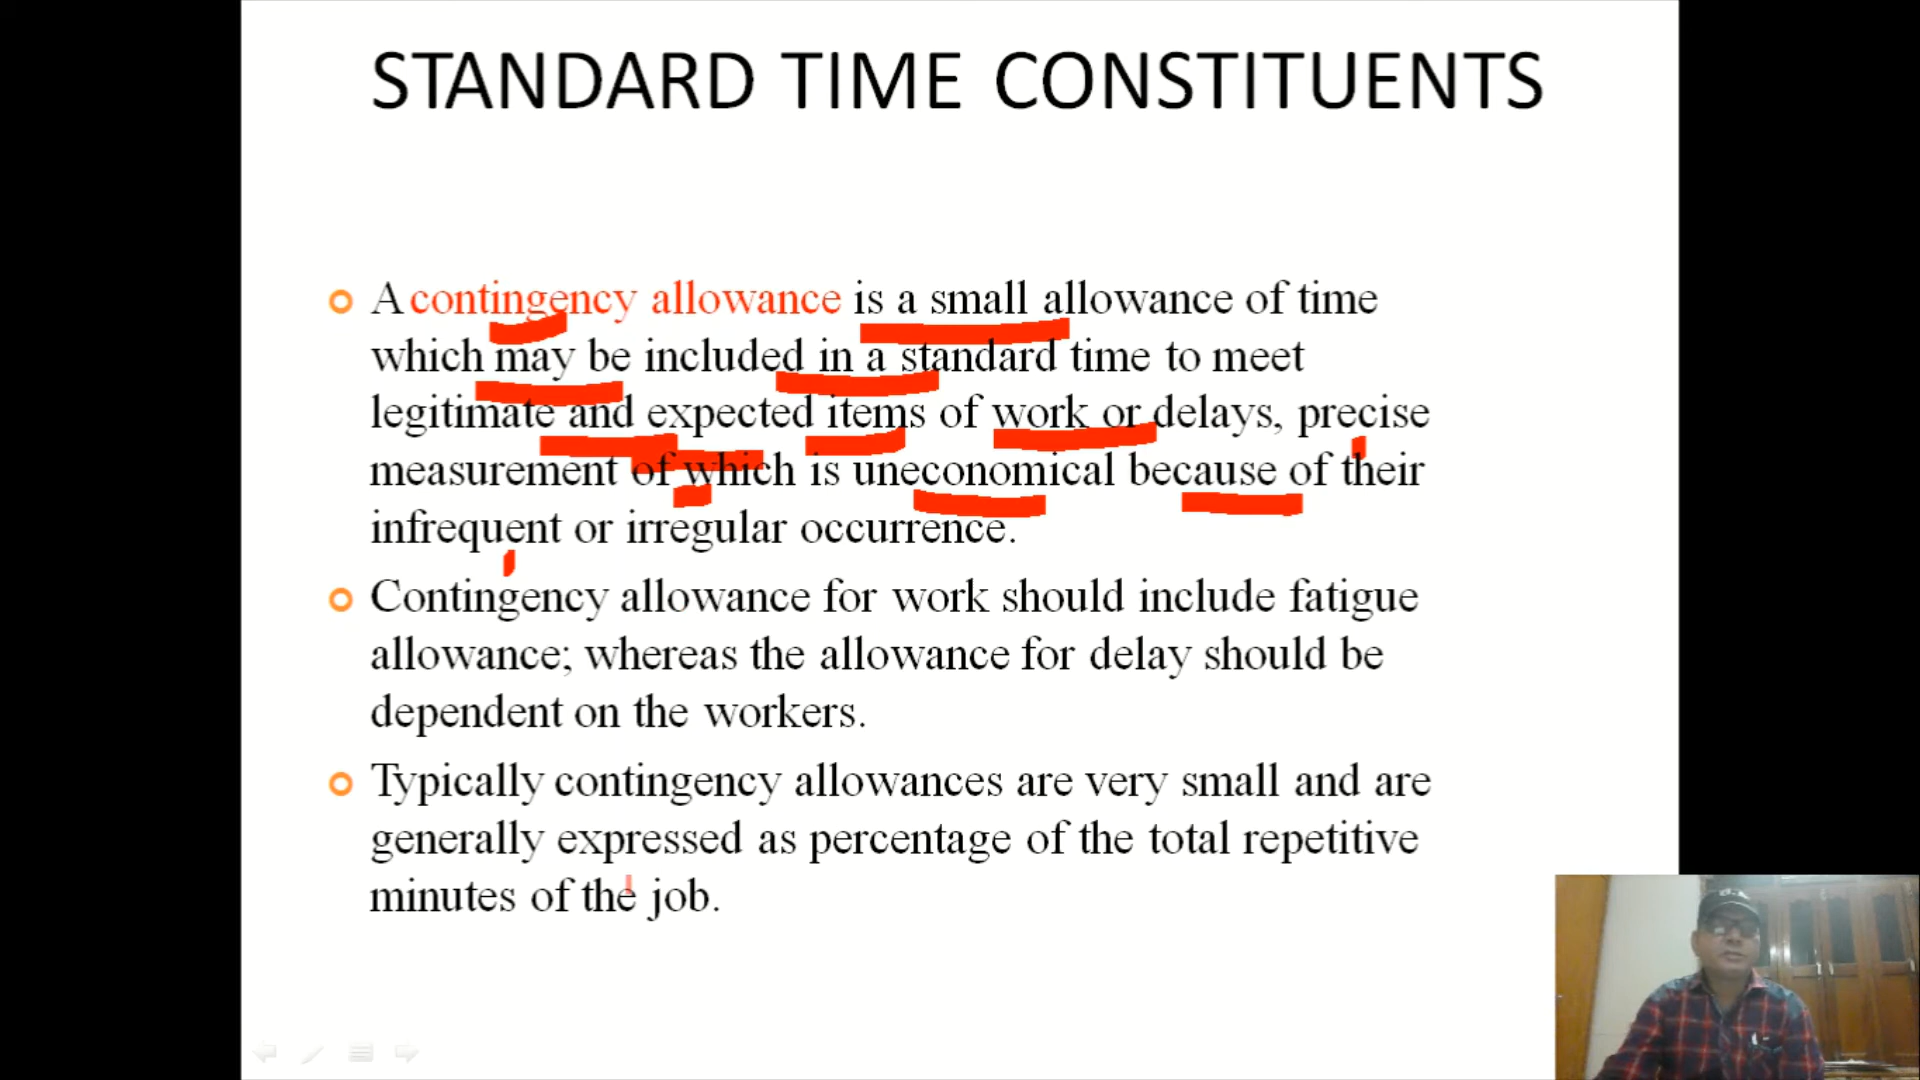 STANDARD TIME CONSTITUENTS
A contingency allowance is a small allowance of time
which may be included in a standard time to meet
legitimate and expected items of work or delays, precise
measurement of which is uneconomical because of their
infrequent or irregular occurrence.
Contingency allowance for work should include fatigue
allowance; whereas the allowance for delay should be
dependent on the workers.
Typically contingency allowances are very small and are
generally expressed as percentage of the total repetitive
minutes of the job.